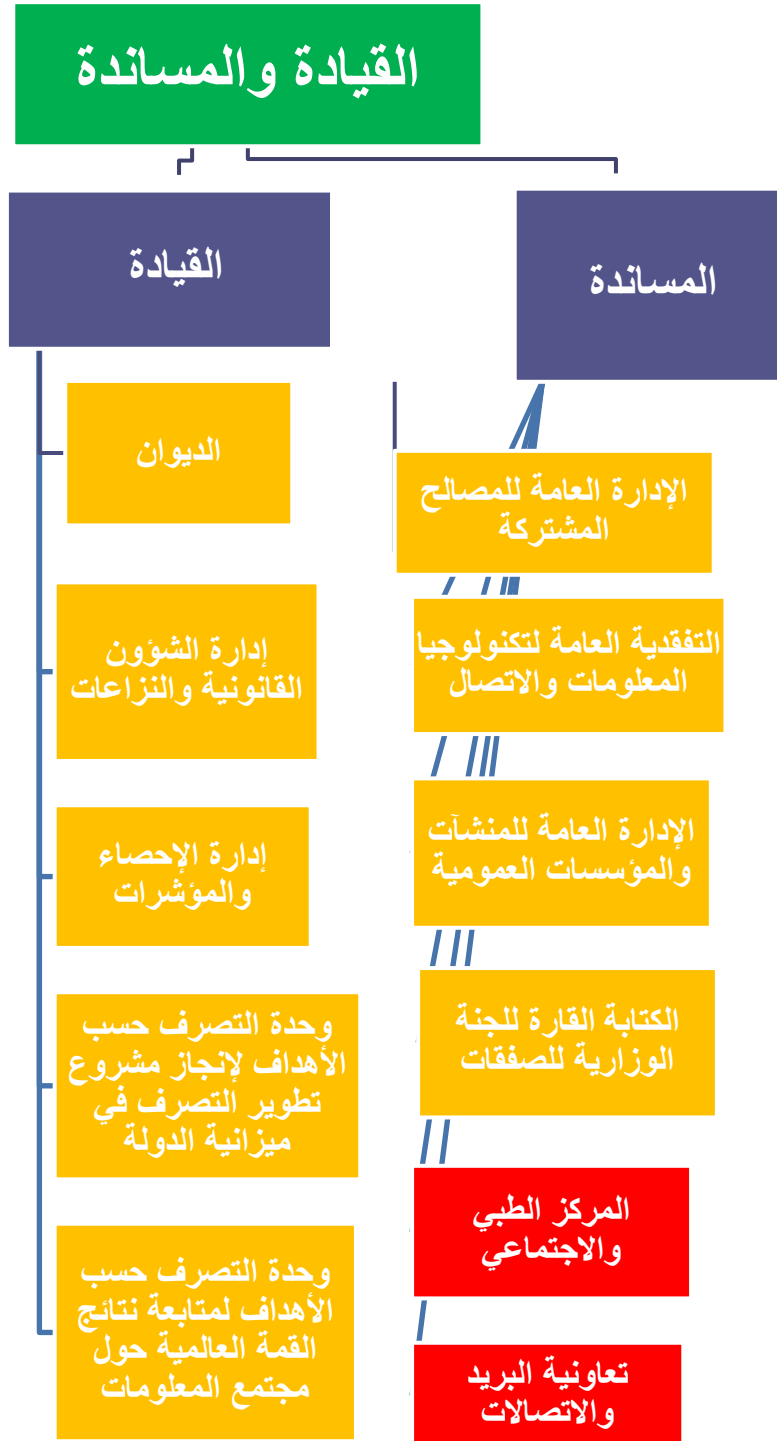 القيادة والمساندة
المساندة
الإدارة العامة للمصالح
المشتركة
التفقدية العامة لتكنولوجيا
المعلومات والاتصال
الإدارة العامة للمنشآت
والمؤسسات العمومية
الكتابة القارة للجنة
الوزارية للصفقات
المركز الطبي
والاجتماعي
تعاونية البريد
والاتصالات
القيادة
الديوان
إدارة الشؤون
القانونية والنزاعات
إدارة الإحصاء
والمؤشرات
وحدة التصرف حسب
الأهداف لإنجاز مشروع
تطوير التصرف في
ميزانية الدولة
وحدة التصرف حسب
الأهداف لمتابعة نتائج
القمة العالمية حول
مجتمع المعلومات